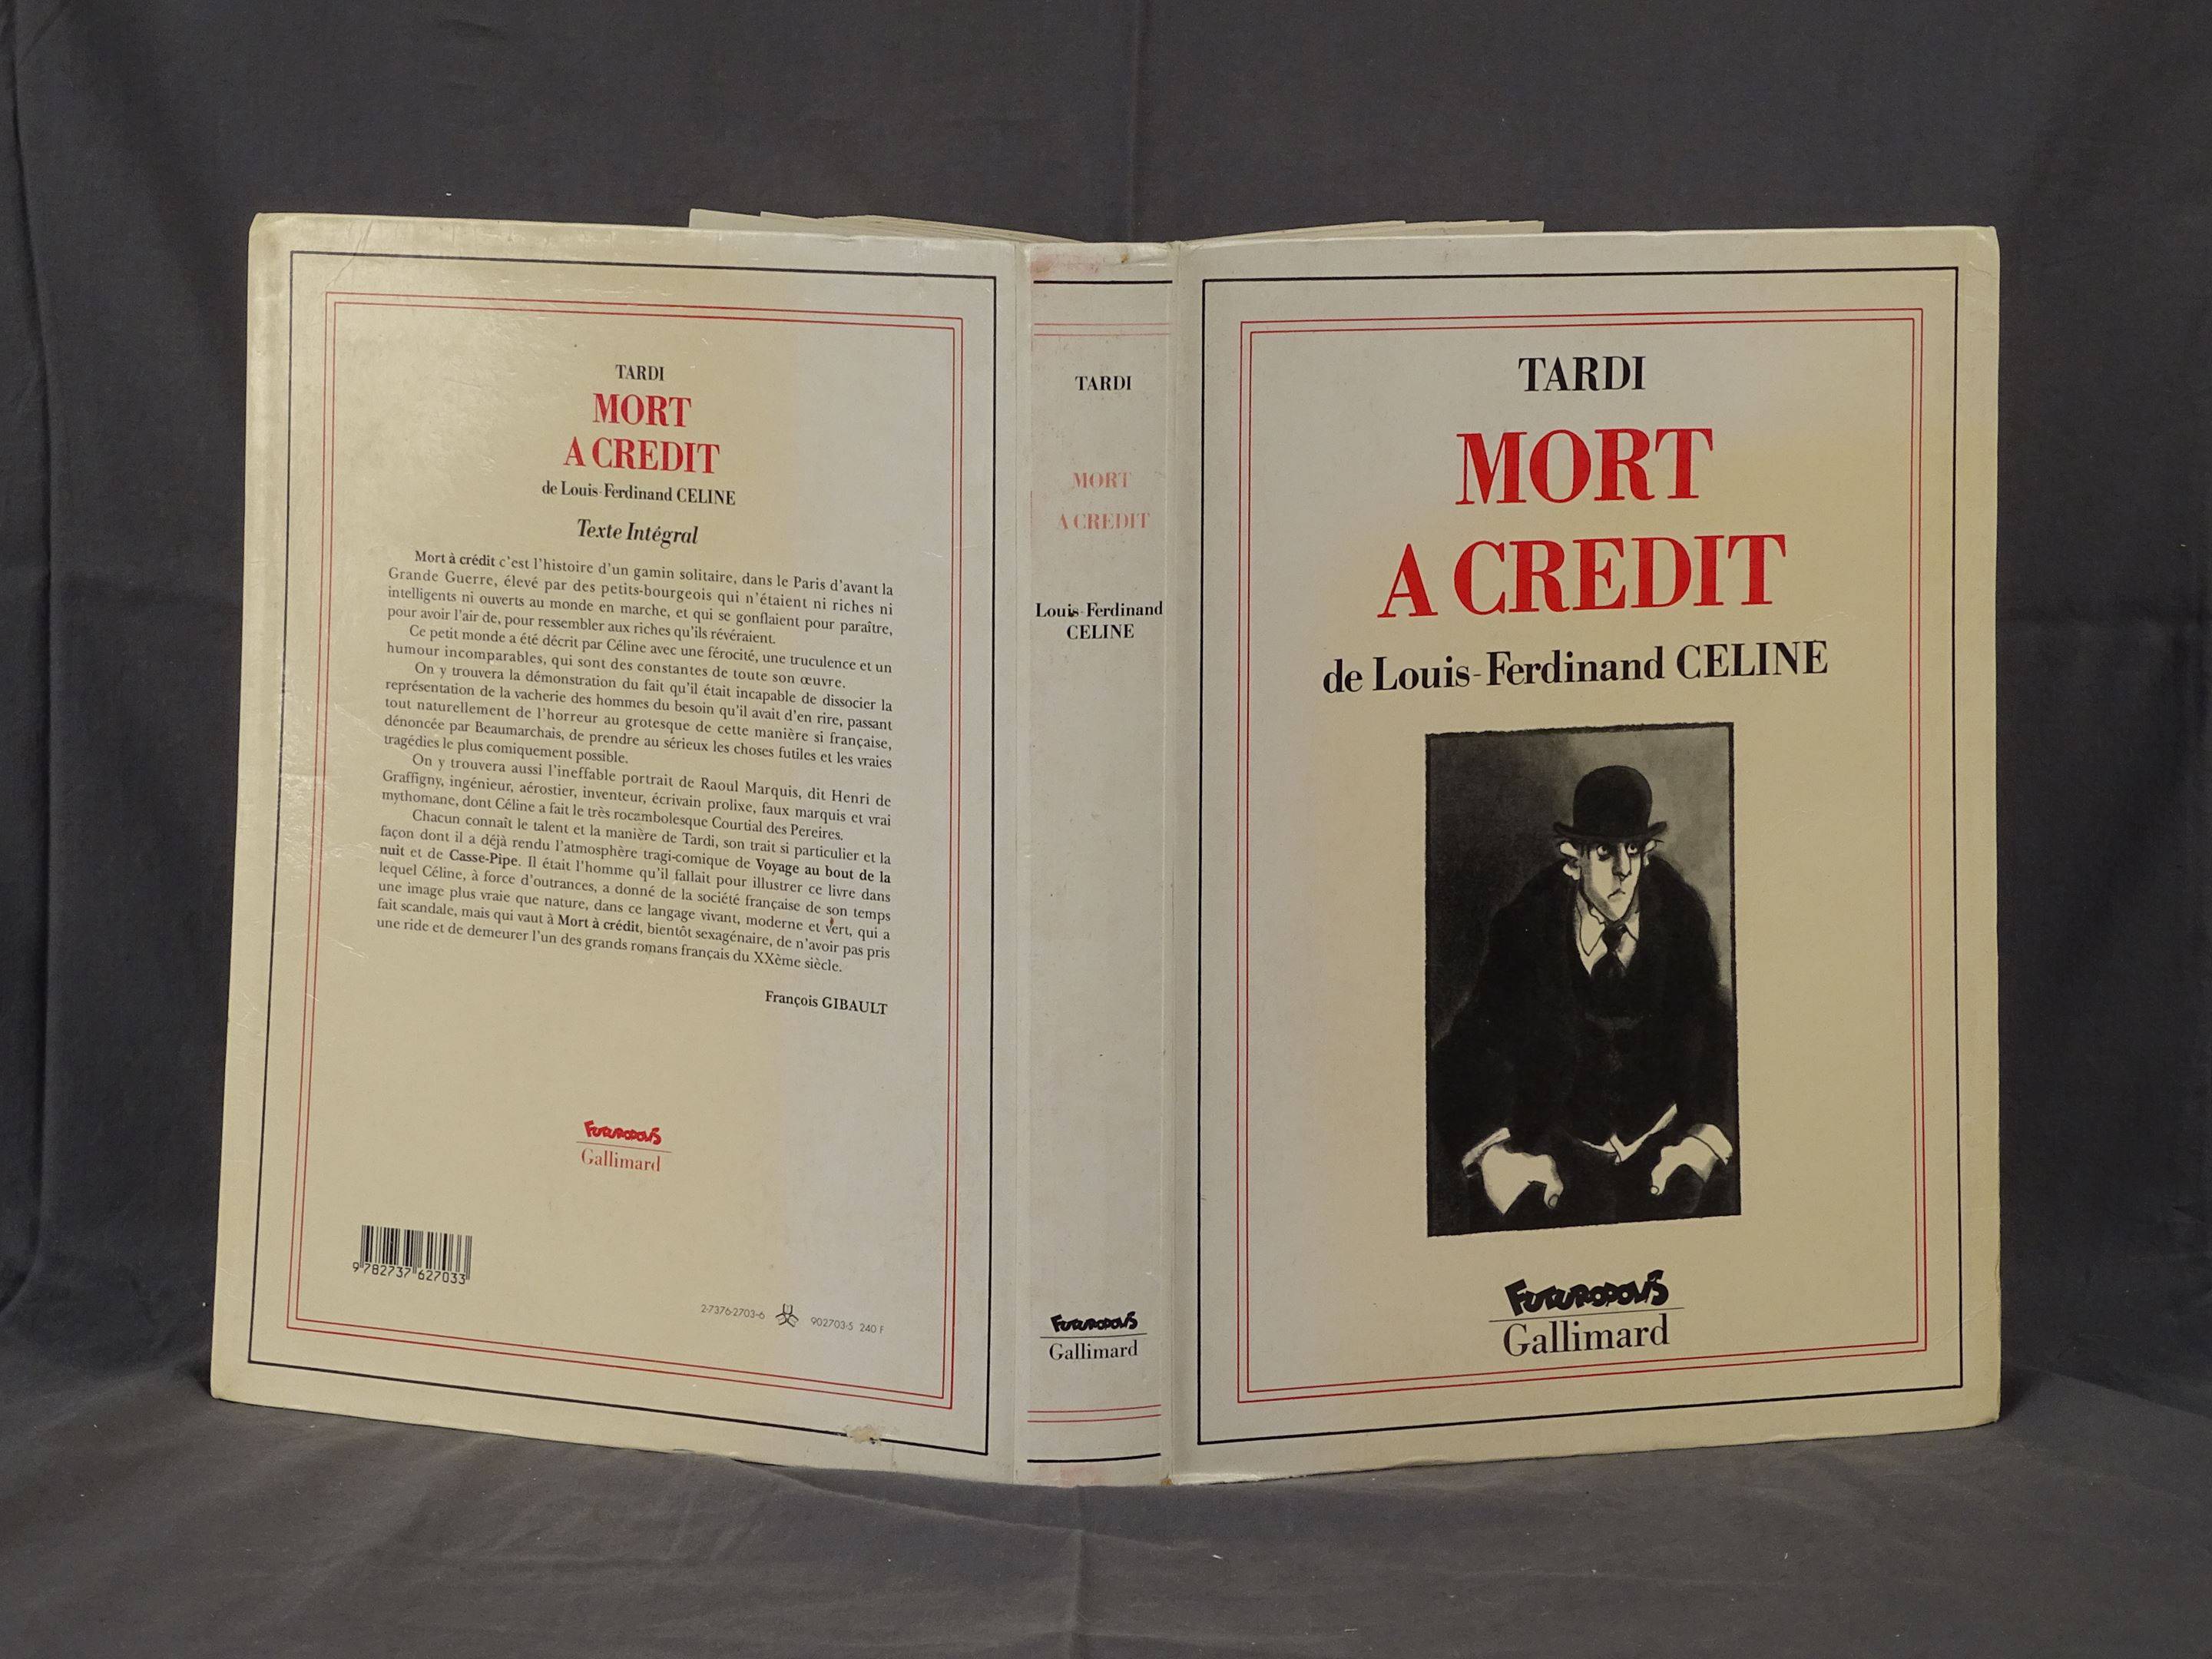 TARDI
MORT
A CREDIT
de Louis-Ferdinand CELINE
Texte Intégral
Mort à crédit c'est l'histoire d'un gamin solitaire, dans le Paris d'avant la
Grande Guerre, élevé par des petits-bourgeois qui n'étaient ni riches ni
intelligents ni ouverts au monde en marche, et qui se gonflaient pour paraître,
pour avoir l'air de, pour ressembler aux riches qu'ils révéraient.
Ce petit monde a été décrit par Céline avec une férocité, une truculence et un
humour incomparables, qui sont des constantes de toute son œuvre.
On y trouvera la démonstration du fait qu'il était incapable de dissocier la
représentation de la vacherie des hommes du besoin qu'il avait d'en rire, passant
tout naturellement de l'horreur au grotesque de cette manière si française,
dénoncée par Beaumarchais, de prendre au sérieux les choses futiles et les vraies
tragédies le plus comiquement possible.
On y trouvera aussi l'ineffable portrait de Raoul Marquis, dit Henri de
Graffigny, ingénieur, aérostier, inventeur, écrivain prolixe, faux marquis et vrai
mythomane, dont Céline a fait le très rocambolesque Courtial des Pereires.
Chacun connaît le talent et la manière de Tardi, son trait si particulier et la
façon dont il a déjà rendu l'atmosphère tragi-comique de Voyage au bout de la
nuit et de Casse-Pipe. Il était l'homme qu'il fallait pour illustrer ce livre dans
lequel Céline, à force d'outrances, a donné de la société française de son temps
une image plus vraie que nature, dans ce langage vivant, moderne et vert, qui a
fait scandale, mais qui vaut à Mort à crédit, bientôt sexagénaire, de n'avoir pas pris
une ride et de demeurer l'un des grands romans français du XXème siècle.
François GIBAULT
FUTUROPOLIS
Gallimard
9 782737 627033
2-7376-2703-6 902703-5 240 F
TARDI
MORT
A CREDIT
Louis-Ferdinand
CELINE
FUTUROPOLIS
Gallimard
TARDI
MORT
A CREDIT
de Louis-Ferdinand CELINE
FUTUROPOLIS
Gallimard